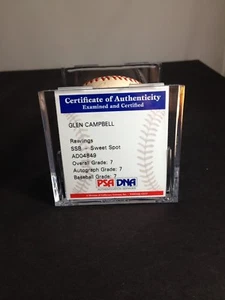 Certificate of Authenticity
Examined and Certified
GLEN CAMPBELL
Rawlings
SSB - Sweet Spot
AD04849
Overall Grade: 7
Autograph Grade: 7
Baseball Grade: 7
PSA DNA